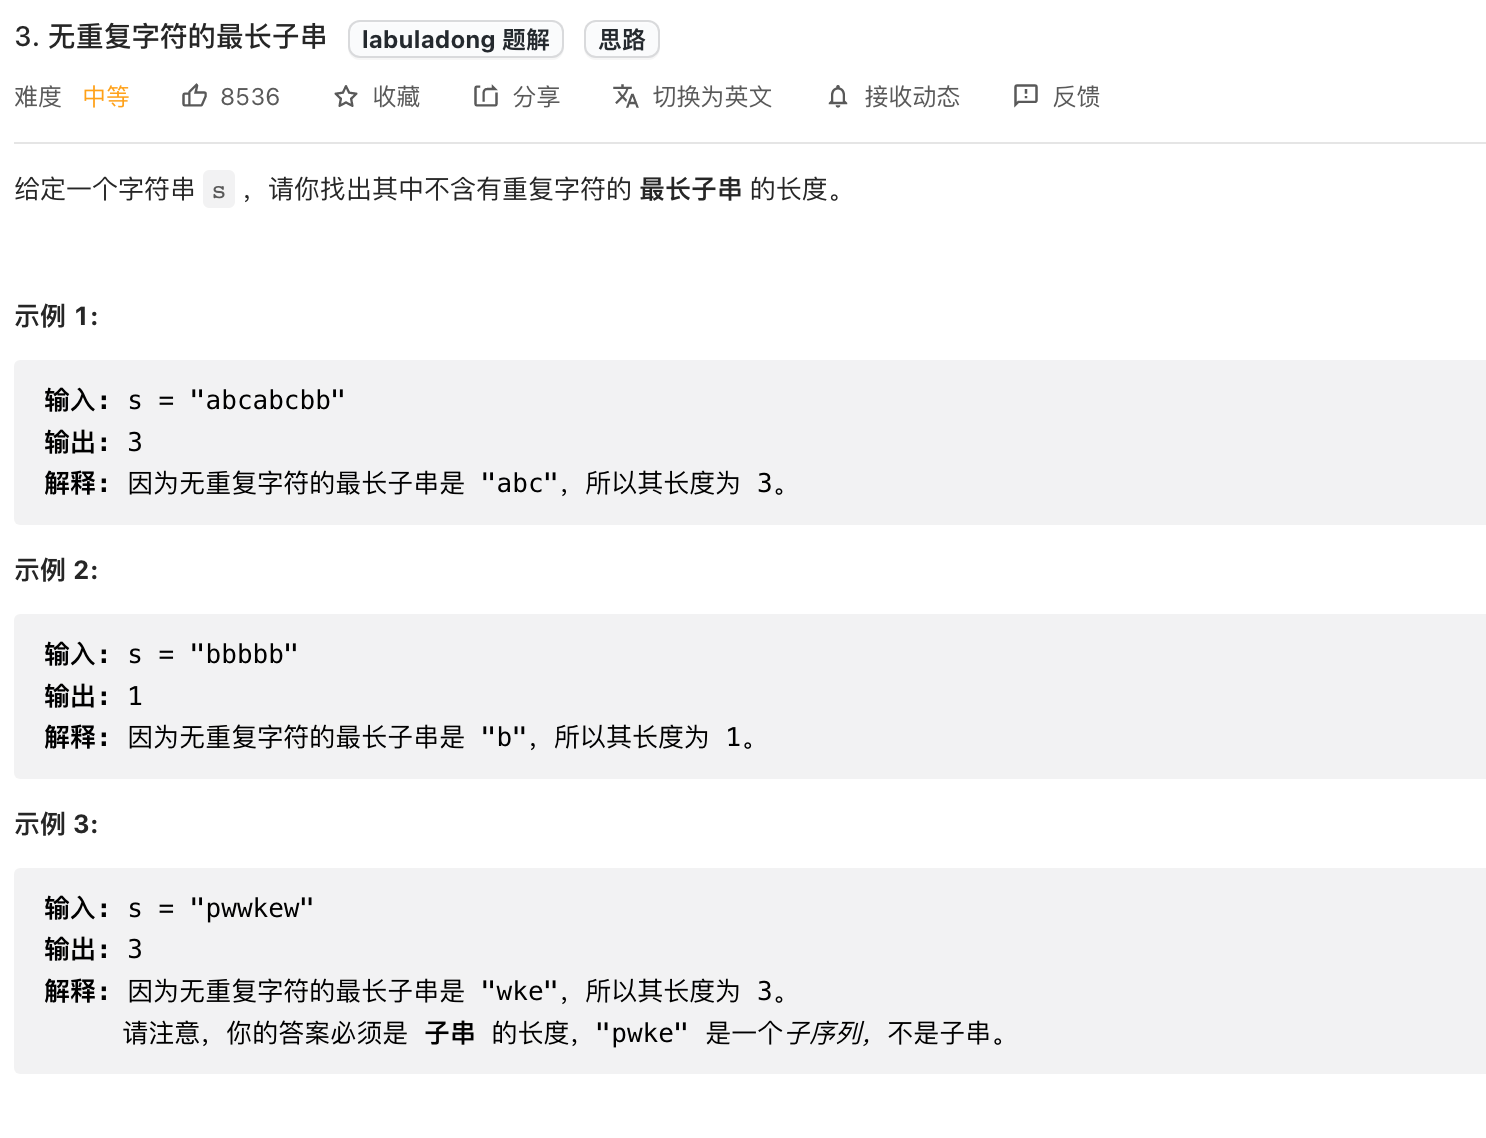 3. 无重复字符的最长子串 labuladong 题解 思路
难度 中等 8536 收藏 分享 切换为英文 接收动态 反馈
给定一个字符串 s ，请你找出其中不含有重复字符的 最长子串 的长度。
示例 1:
输入: s = "abcabcbb"
输出: 3
解释: 因为无重复字符的最长子串是 "abc"，所以其长度为 3。
示例 2:
输入: s = "bbbbb"
输出: 1
解释: 因为无重复字符的最长子串是 "b"，所以其长度为 1。
示例 3:
输入: s = "pwwkew"
输出: 3
解释: 因为无重复字符的最长子串是 "wke"，所以其长度为 3。
请注意，你的答案必须是 子串 的长度，"pwke" 是一个子序列，不是子串。